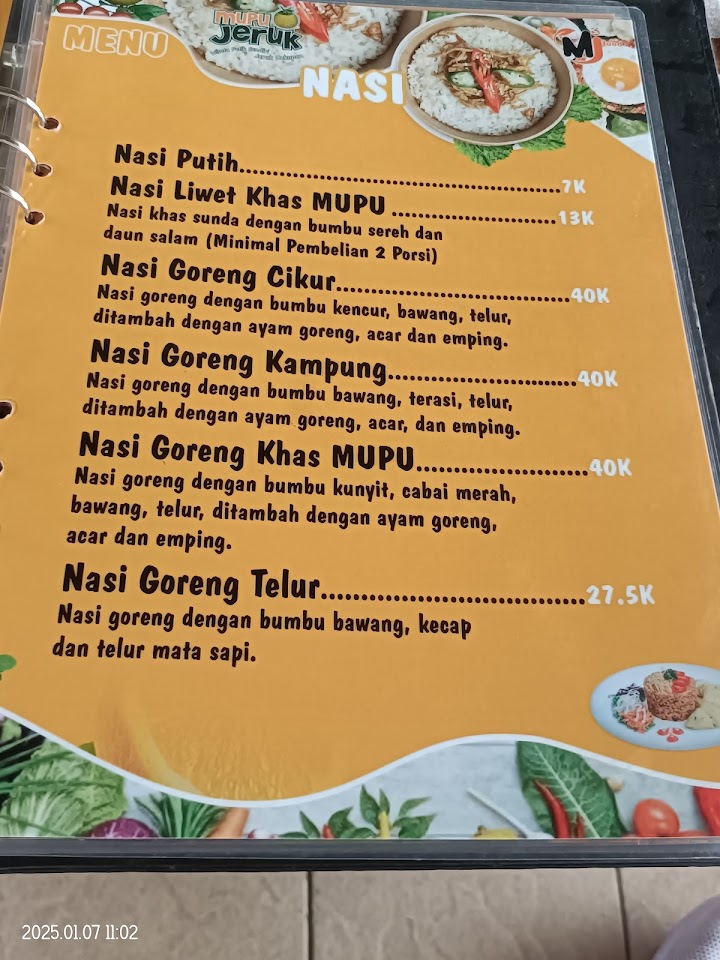 MENU
mupu
Jeruk
NASI
MJ
Nasi Putih..........7K
Nasi Liwet Khas MUPU..........13K
Nasi khas sunda dengan bumbu sereh dan
daun salam (Minimal Pembelian 2 Porsi)
Nasi Goreng Cikur..........40K
Nasi goreng dengan bumbu kencur, bawang, telur,
ditambah dengan ayam goreng, acar dan emping.
Nasi Goreng Kampung..........40K
Nasi goreng dengan bumbu bawang, terasi, telur,
ditambah dengan ayam goreng, acar, dan emping.
Nasi Goreng Khas MUPU..........40K
Nasi goreng dengan bumbu kunyit, cabai merah,
bawang, telur, ditambah dengan ayam goreng,
acar dan emping.
Nasi Goreng Telur..........27.5K
Nasi goreng dengan bumbu bawang, kecap
dan telur mata sapi.
2025.01.07 11:02